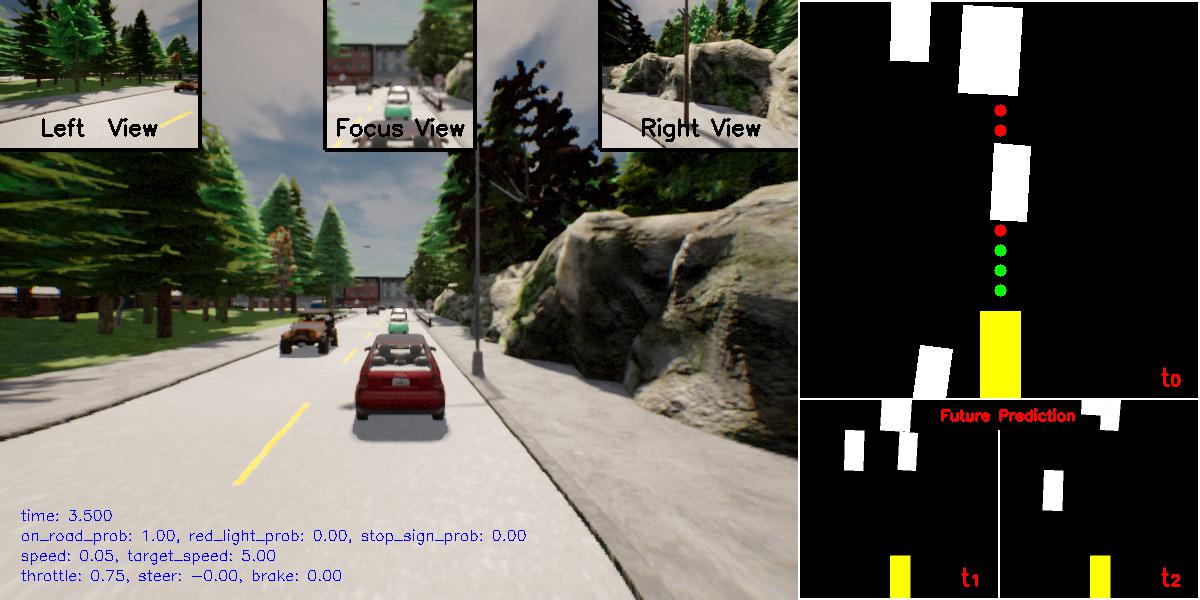 Left View
Focus View
Right View
time: 3.500
on_road_prob: 1.00, red_light_prob: 0.00, stop_sign_prob: 0.00
speed: 0.05, target_speed: 5.00
throttle: 0.75, steer: −0.00, brake: 0.00
t0
Future Prediction
t1
t2